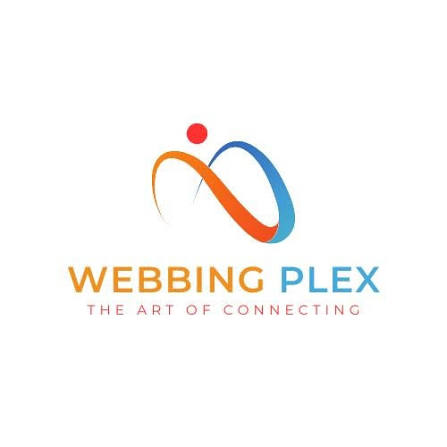 WEBBING PLEX
THE ART OF CONNECTING